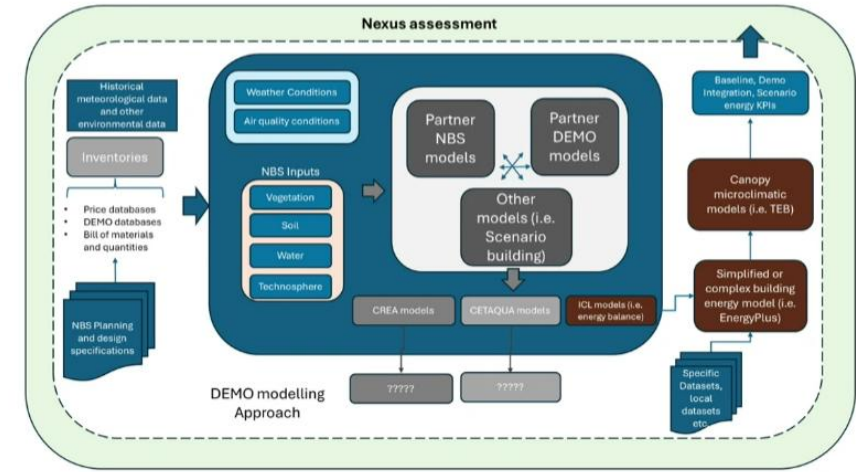 Nexus assessment
Historical
meteorological data
and other
environmental data
Inventories
• Price databases
• DEMO databases
• Bill of materials
and quantities
NBS Planning
and design
specifications
Weather Conditions
Air quality conditions
NBS Inputs
Vegetation
Soil
Water
Technosphere
Partner
NBS
models
Partner
DEMO
models
Other
models (i.e.
Scenario
building)
CREA models
CETAQUA models
ICL models (i.e.
energy balance)
?????
?????
DEMO modelling
Approach
Baseline, Demo
Integration, Scenario
energy KPIs
Canopy
microclimatic
models (i.e. TEB)
Simplified or
complex building
energy model (i.e.
EnergyPlus)
Specific
Datasets,
local
datasets
etc.